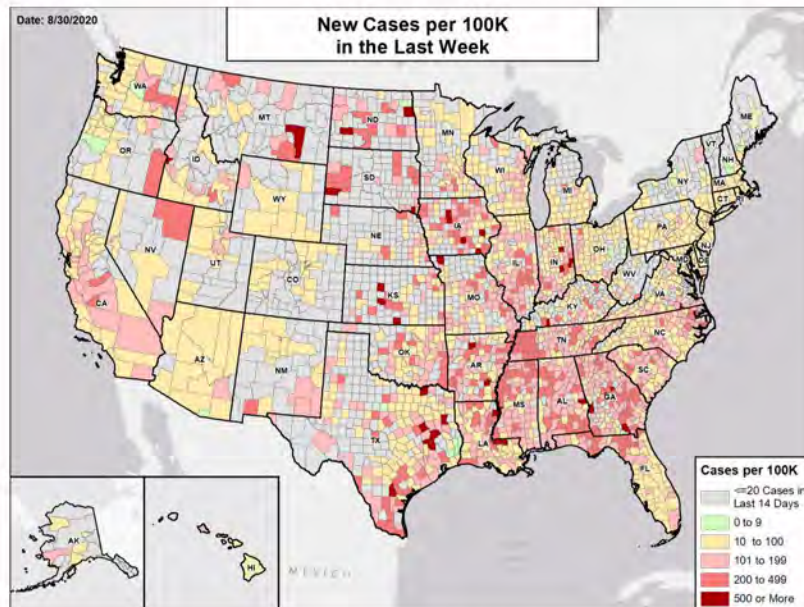 Date: 8/30/2020
New Cases per 100K
in the Last Week
WA
MT
ND
MN
ME
OR
ID
SD
WI
VT
NH
NY
MA
CT
RI
WY
MI
NE
IA
PA
NJ
NV
UT
CO
IL
IN
OH
MD
DE
WV
VA
CA
KS
MO
KY
NC
TN
AZ
NM
OK
AR
SC
MS
AL
GA
TX
LA
FL
AK
HI
MEXICO
Cases per 100K
<=20 Cases in
Last 14 Days
0 to 9
10 to 100
101 to 199
200 to 499
500 or More